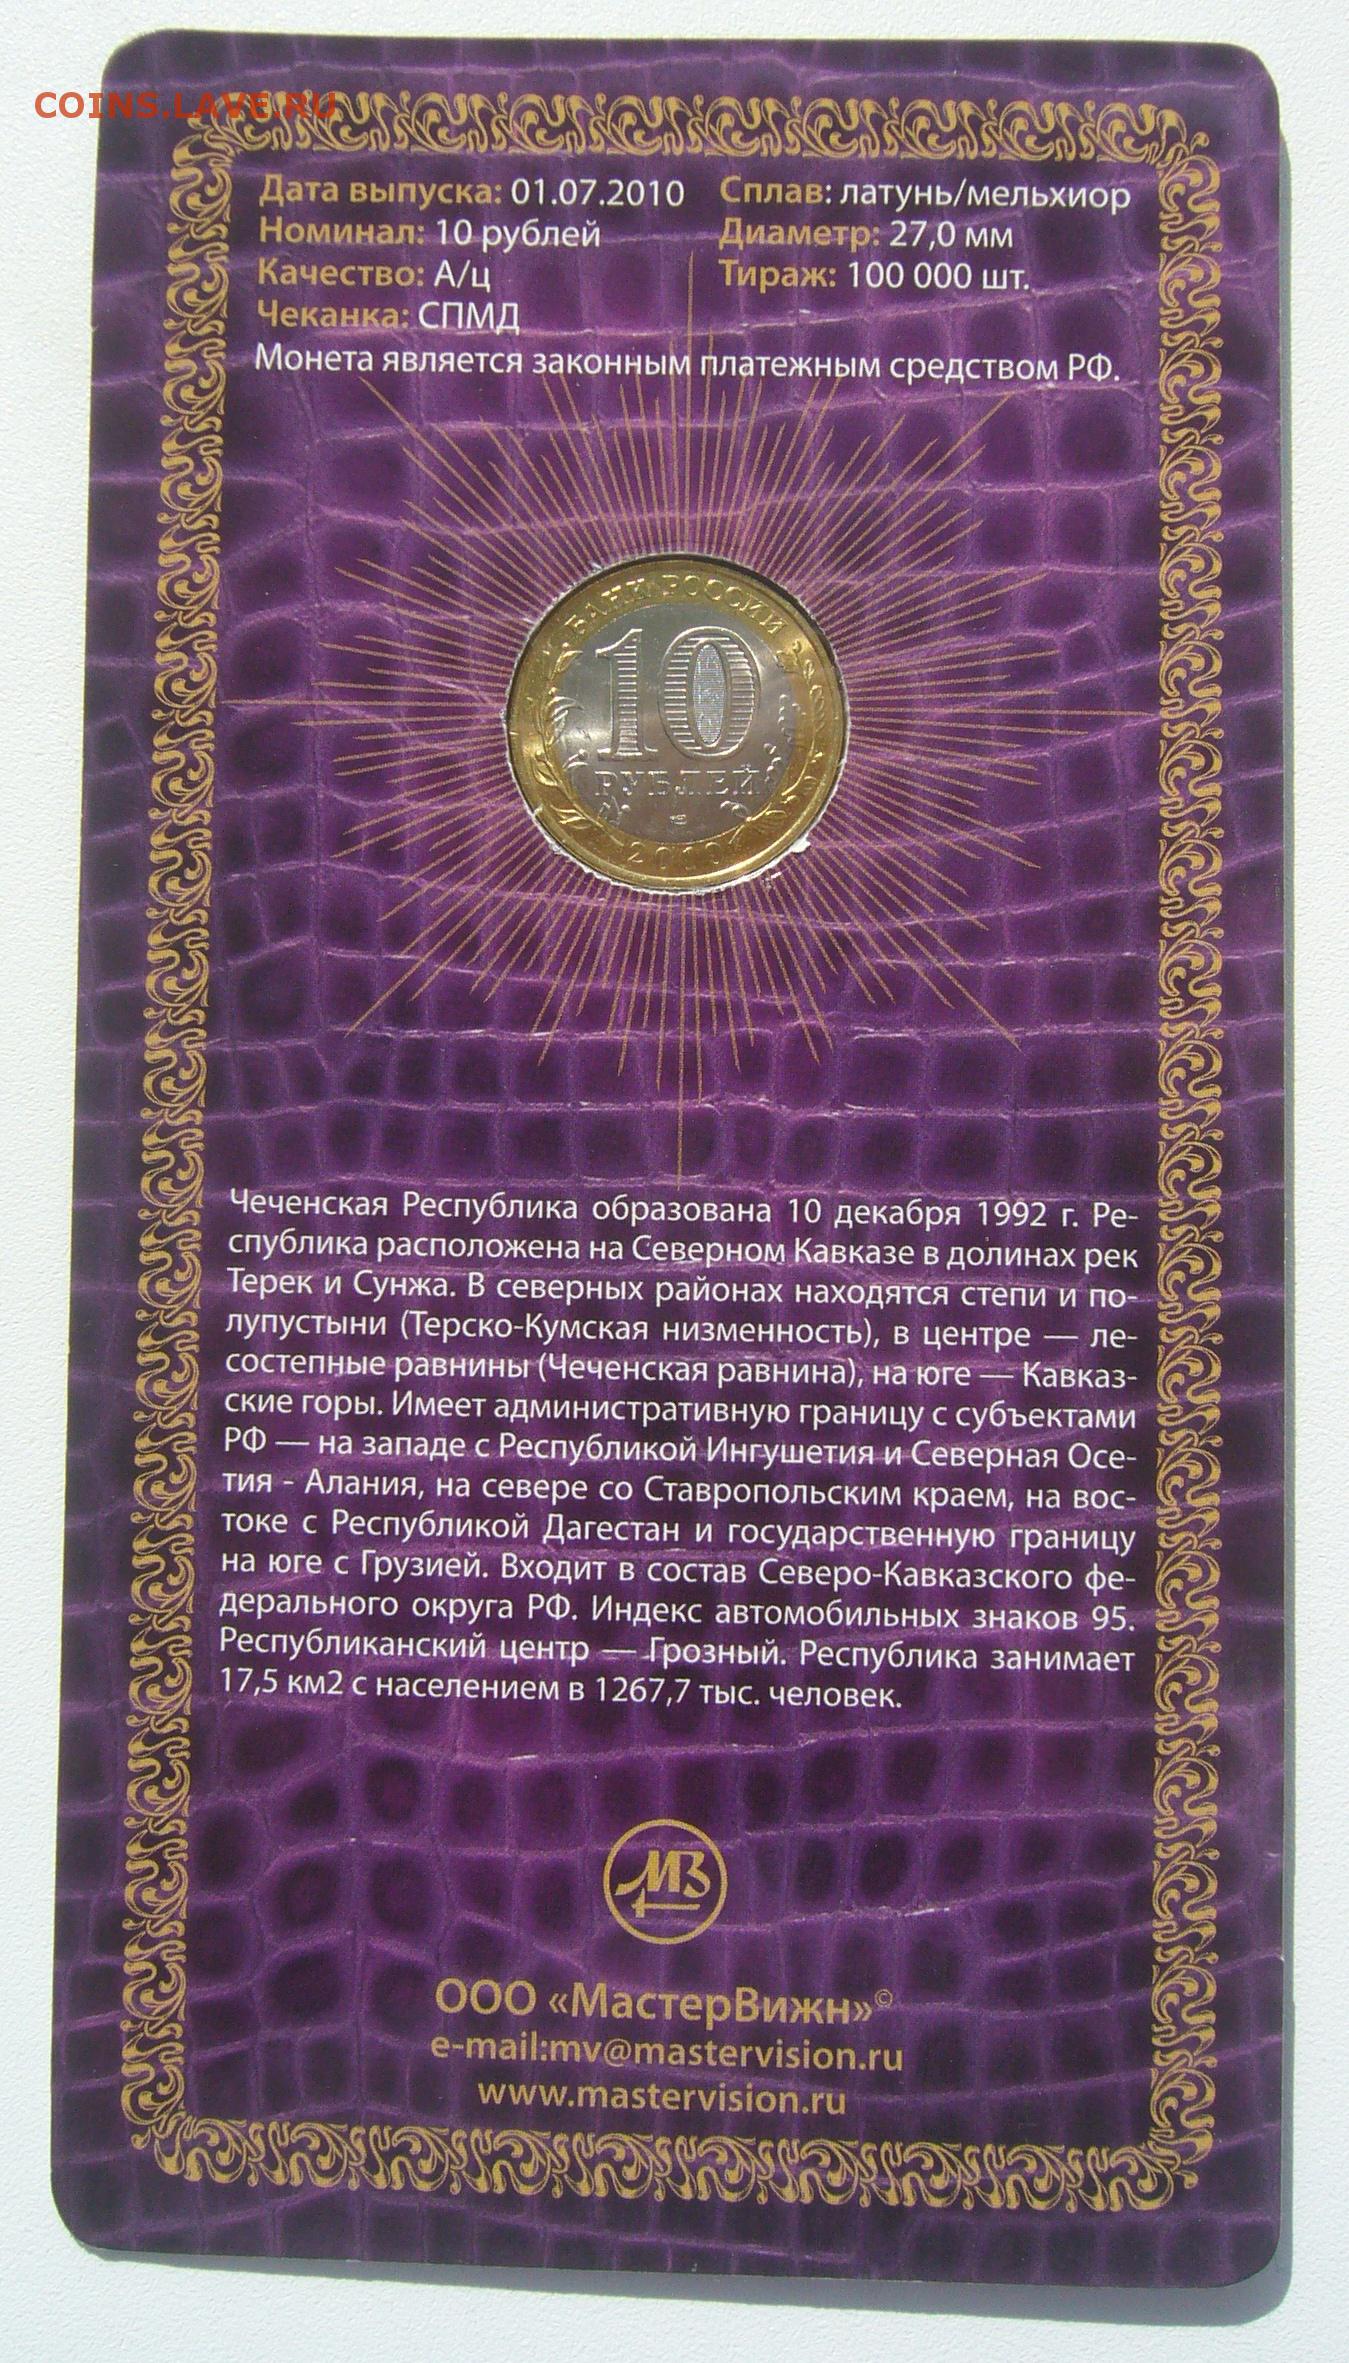 COINS.LAVE.RU
Дата выпуска: 01.07.2010 Сплав: латунь/мельхиор
Номинал: 10 рублей Диаметр: 27,0 мм
Качество: А/ц Тираж: 100 000 шт.
Чеканка: СПМД
Монета является законным платежным средством РФ.
БАНК РОССИИ
10
РУБЛЕЙ
2010
Чеченская Республика образована 10 декабря 1992 г. Ре-
спублика расположена на Северном Кавказе в долинах рек
Терек и Сунжа. В северных районах находятся степи и по-
лупустыни (Терско-Кумская низменность), в центре — ле-
состепные равнины (Чеченская равнина), на юге — Кавказ-
ские горы. Имеет административную границу с субъектами
РФ — на западе с Республикой Ингушетия и Северная Осе-
тия - Алания, на севере со Ставропольским краем, на вос-
токе с Республикой Дагестан и государственную границу
на юге с Грузией. Входит в состав Северо-Кавказского фе-
дерального округа РФ. Индекс автомобильных знаков 95.
Республиканский центр — Грозный. Республика занимает
17,5 км2 с населением в 1267,7 тыс. человек.
МВ
ООО «МастерВижн»©
e-mail:mv@mastervision.ru
www.mastervision.ru